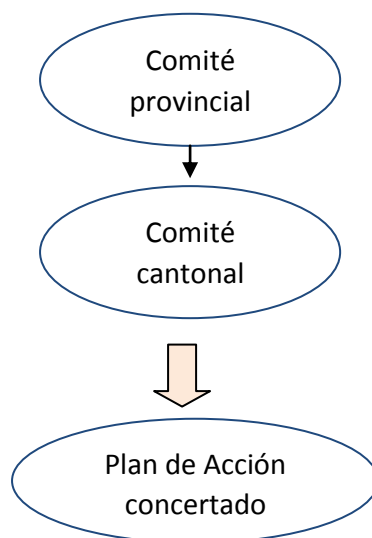 Comité
provincial
Comité
cantonal
Plan de Acción
concertado